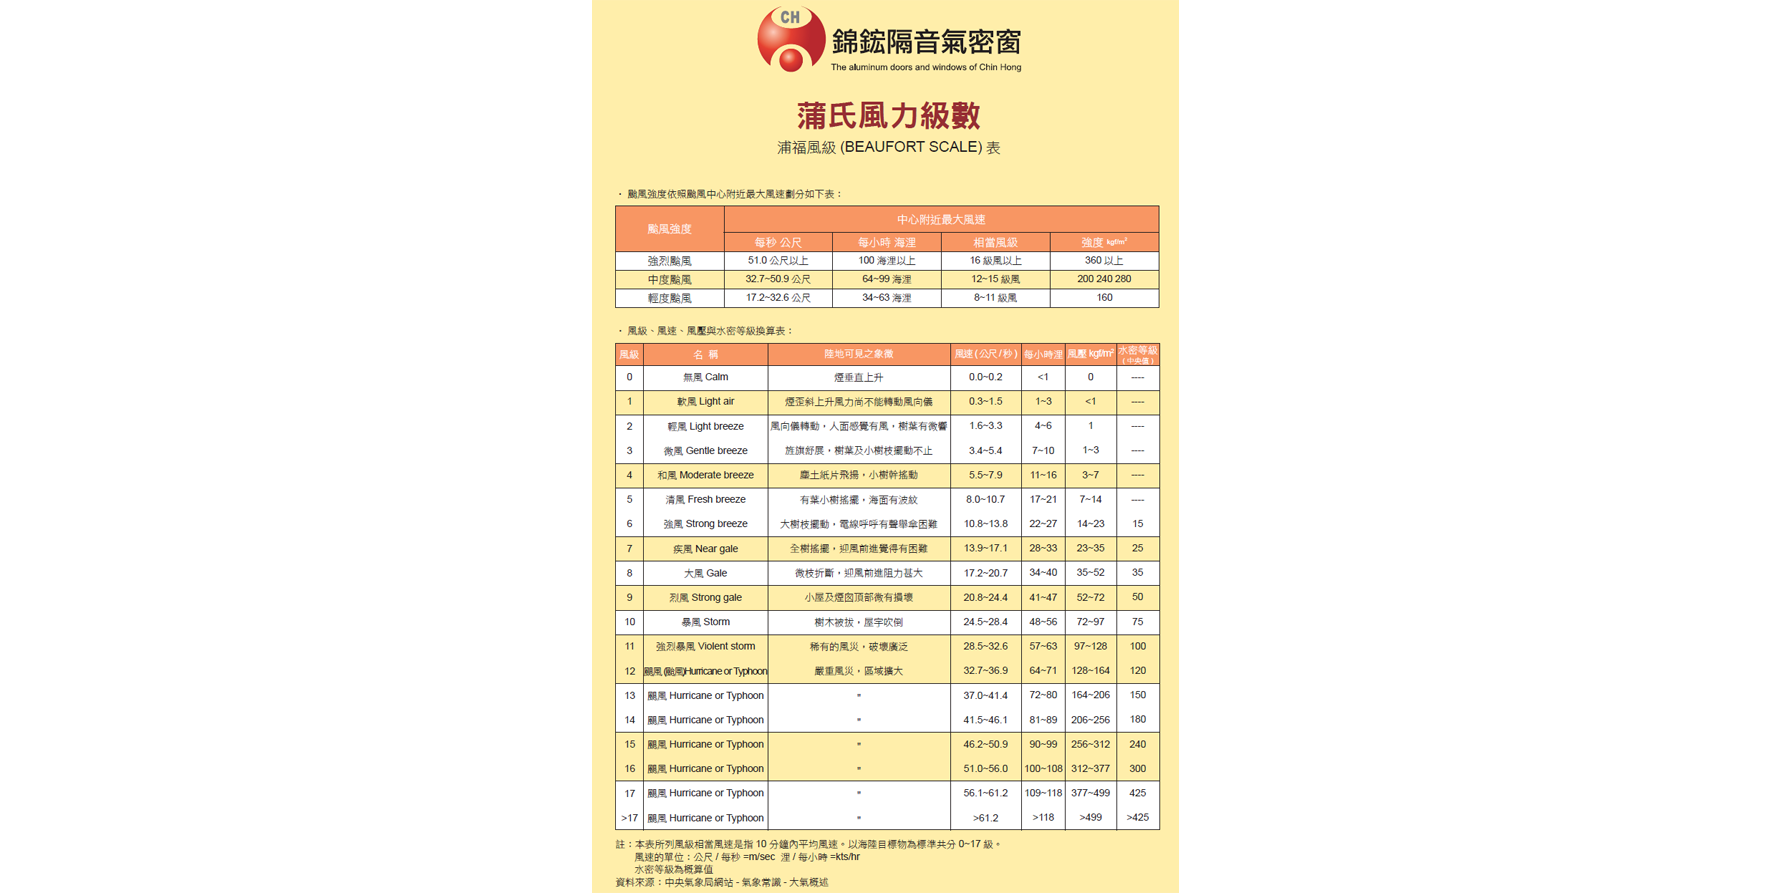 CH
錦鋐隔音氣密窗
The aluminum doors and windows of Chin Hong
蒲氏風力級數
浦福風級 (BEAUFORT SCALE) 表
· 颱風強度依照颱風中心附近最大風速劃分如下表：
颱風強度 中心附近最大風速
每秒 公尺 每小時 海浬 相當風級 強度 kgf/m²
強烈颱風 51.0 公尺以上 100 海浬以上 16 級風以上 360 以上
中度颱風 32.7~50.9 公尺 64~99 海浬 12~15 級風 200 240 280
輕度颱風 17.2~32.6 公尺 34~63 海浬 8~11 級風 160
· 風級、風速、風壓與水密等級換算表：
風級 名 稱 陸地可見之象徵 風速 ( 公尺 / 秒 ) 每小時浬 風壓 kgf/m² 水密等級
( 中央值 )
0 無風 Calm 煙垂直上升 0.0~0.2 <1 0 ----
1 軟風 Light air 煙歪斜上升風力尚不能轉動風向儀 0.3~1.5 1~3 <1 ----
2 輕風 Light breeze 風向儀轉動，人面感覺有風，樹葉有微響 1.6~3.3 4~6 1 ----
3 微風 Gentle breeze 旌旗舒展，樹葉及小樹枝擺動不止 3.4~5.4 7~10 1~3 ----
4 和風 Moderate breeze 塵土紙片飛揚，小樹幹搖動 5.5~7.9 11~16 3~7 ----
5 清風 Fresh breeze 有葉小樹搖擺，海面有波紋 8.0~10.7 17~21 7~14 ----
6 強風 Strong breeze 大樹枝擺動，電線呼呼有聲舉傘困難 10.8~13.8 22~27 14~23 15
7 疾風 Near gale 全樹搖擺，迎風前進覺得有困難 13.9~17.1 28~33 23~35 25
8 大風 Gale 微枝折斷，迎風前進阻力甚大 17.2~20.7 34~40 35~52 35
9 烈風 Strong gale 小屋及煙囪頂部微有損壞 20.8~24.4 41~47 52~72 50
10 暴風 Storm 樹木被拔，屋宇吹倒 24.5~28.4 48~56 72~97 75
11 強烈暴風 Violent storm 稀有的風災，破壞廣泛 28.5~32.6 57~63 97~128 100
12 颶風 (颱風)Hurricane or Typhoon 嚴重風災，區域擴大 32.7~36.9 64~71 128~164 120
13 颶風 Hurricane or Typhoon " 37.0~41.4 72~80 164~206 150
14 颶風 Hurricane or Typhoon " 41.5~46.1 81~89 206~256 180
15 颶風 Hurricane or Typhoon " 46.2~50.9 90~99 256~312 240
16 颶風 Hurricane or Typhoon " 51.0~56.0 100~108 312~377 300
17 颶風 Hurricane or Typhoon " 56.1~61.2 109~118 377~499 425
>17 颶風 Hurricane or Typhoon " >61.2 >118 >499 >425
註：本表所列風級相當風速是指 10 分鐘內平均風速。以海陸目標物為標準共分 0~17 級。
風速的單位：公尺 / 每秒 =m/sec 浬 / 每小時 =kts/hr
水密等級為概算值
資料來源：中央氣象局網站 - 氣象常識 - 大氣概述